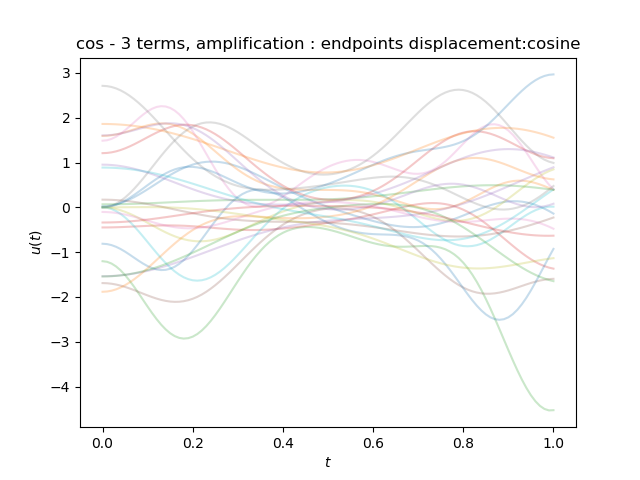 cos - 3 terms, amplification : endpoints displacement:cosine
3
2
1
0
−1
−2
−3
−4
u(t)
0.0 0.2 0.4 0.6 0.8 1.0
t